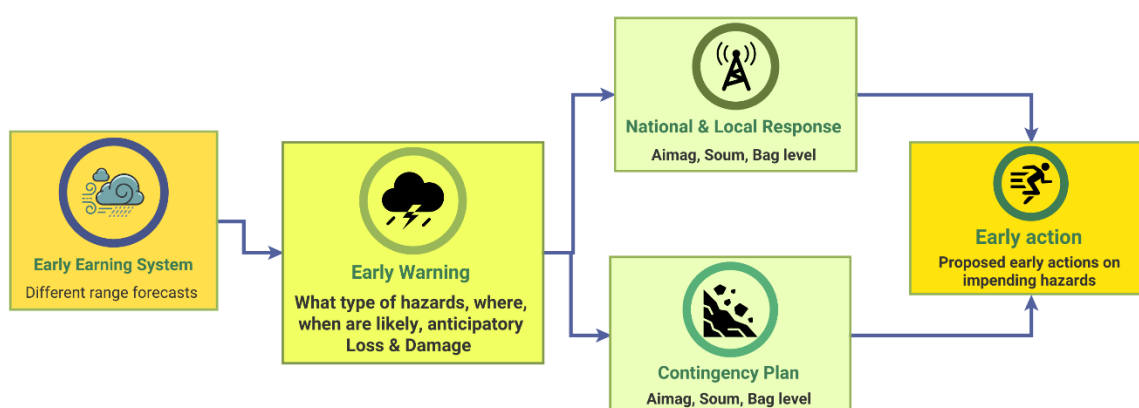 Early Earning System
Different range forecasts
Early Warning
What type of hazards, where,
when are likely, anticipatory
Loss & Damage
National & Local Response
Aimag, Soum, Bag level
Contingency Plan
Aimag, Soum, Bag level
Early action
Proposed early actions on
impending hazards